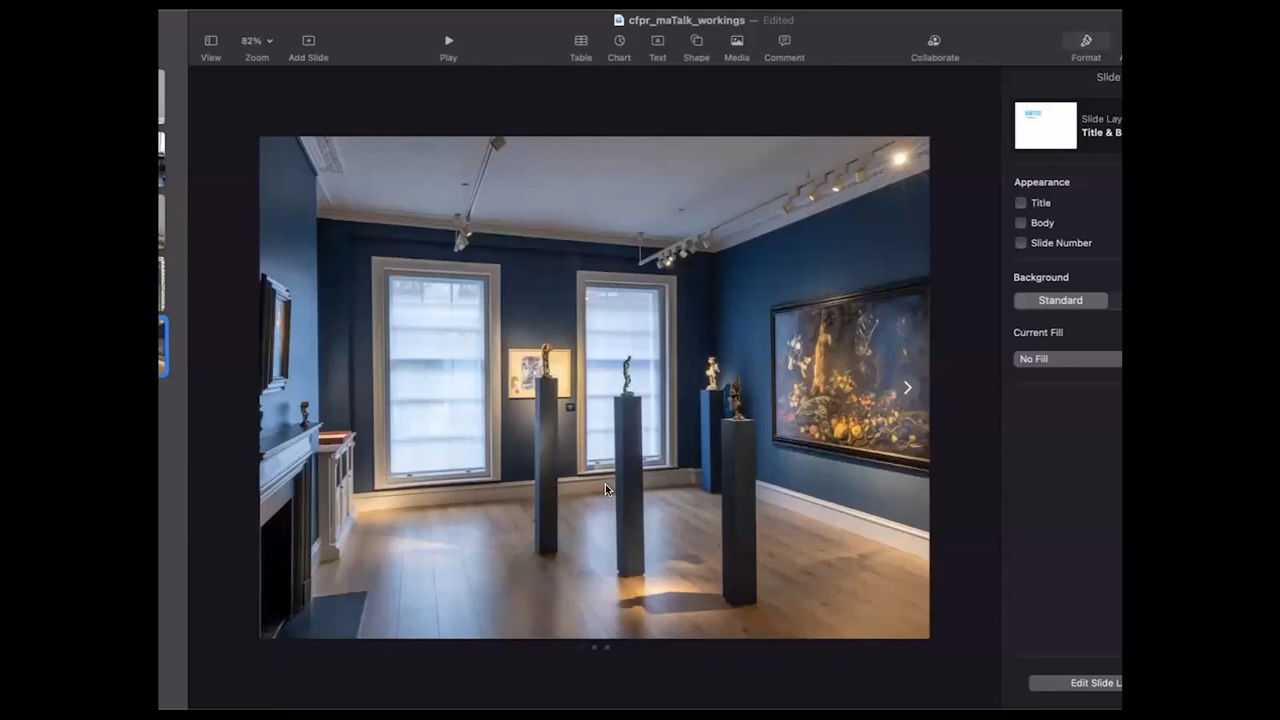 cfpr_maTalk_workings — Edited
82%
View Zoom Add Slide Play Table Chart Text Shape Media Comment Collaborate Format
Slide
Slide Lay
Title & B
Appearance
Title
Body
Slide Number
Background
Standard
Current Fill
No Fill
Edit Slide L